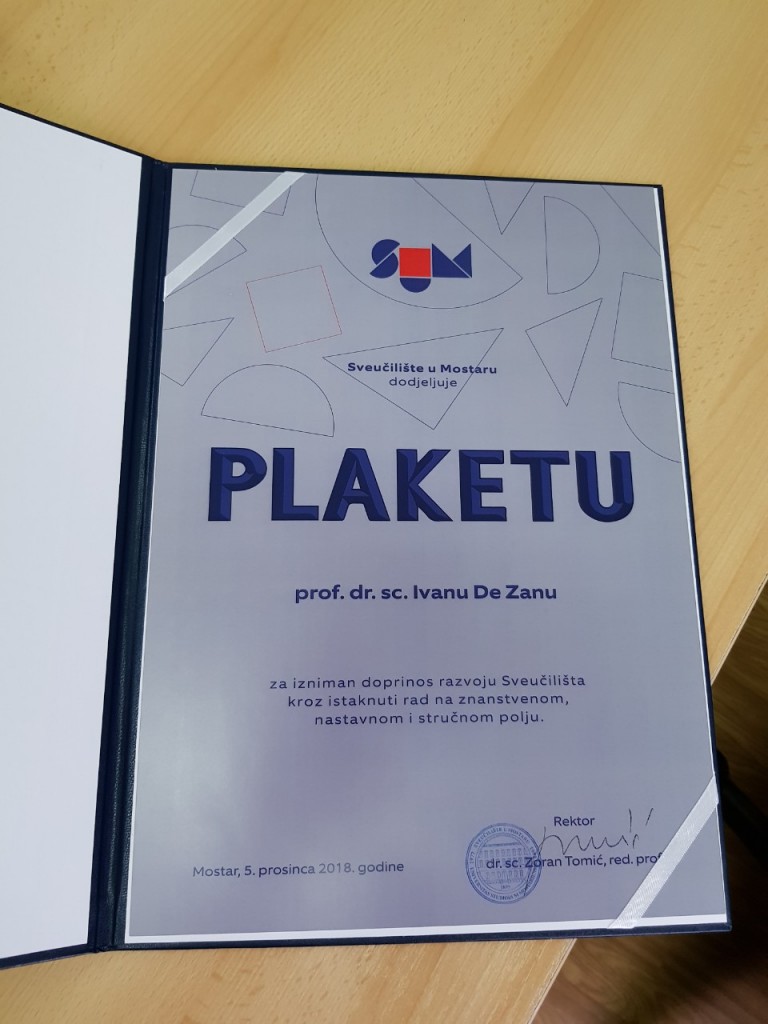 SUM
Sveučilište u Mostaru
dodjeljuje
PLAKETU
prof. dr. sc. Ivanu De Zanu
za izniman doprinos razvoju Sveučilišta
kroz istaknuti rad na znanstvenom,
nastavnom i stručnom polju.
Rektor
dr. sc. Zoran Tomić, red. prof.
Mostar, 5. prosinca 2018. godine